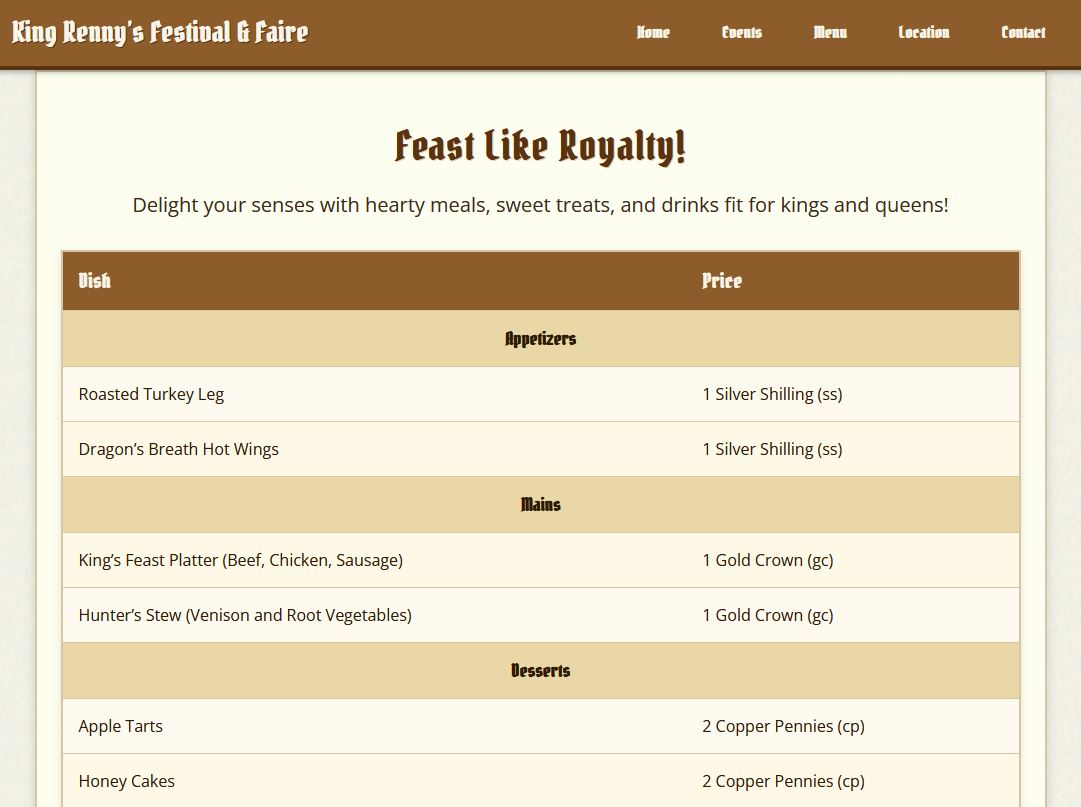 King Renny's Festival & Faire Home Events Menu Location Contact
Feast Like Royalty!
Delight your senses with hearty meals, sweet treats, and drinks fit for kings and queens!
Dish Price
Appetizers
Roasted Turkey Leg 1 Silver Shilling (ss)
Dragon’s Breath Hot Wings 1 Silver Shilling (ss)
Mains
King’s Feast Platter (Beef, Chicken, Sausage) 1 Gold Crown (gc)
Hunter’s Stew (Venison and Root Vegetables) 1 Gold Crown (gc)
Desserts
Apple Tarts 2 Copper Pennies (cp)
Honey Cakes 2 Copper Pennies (cp)